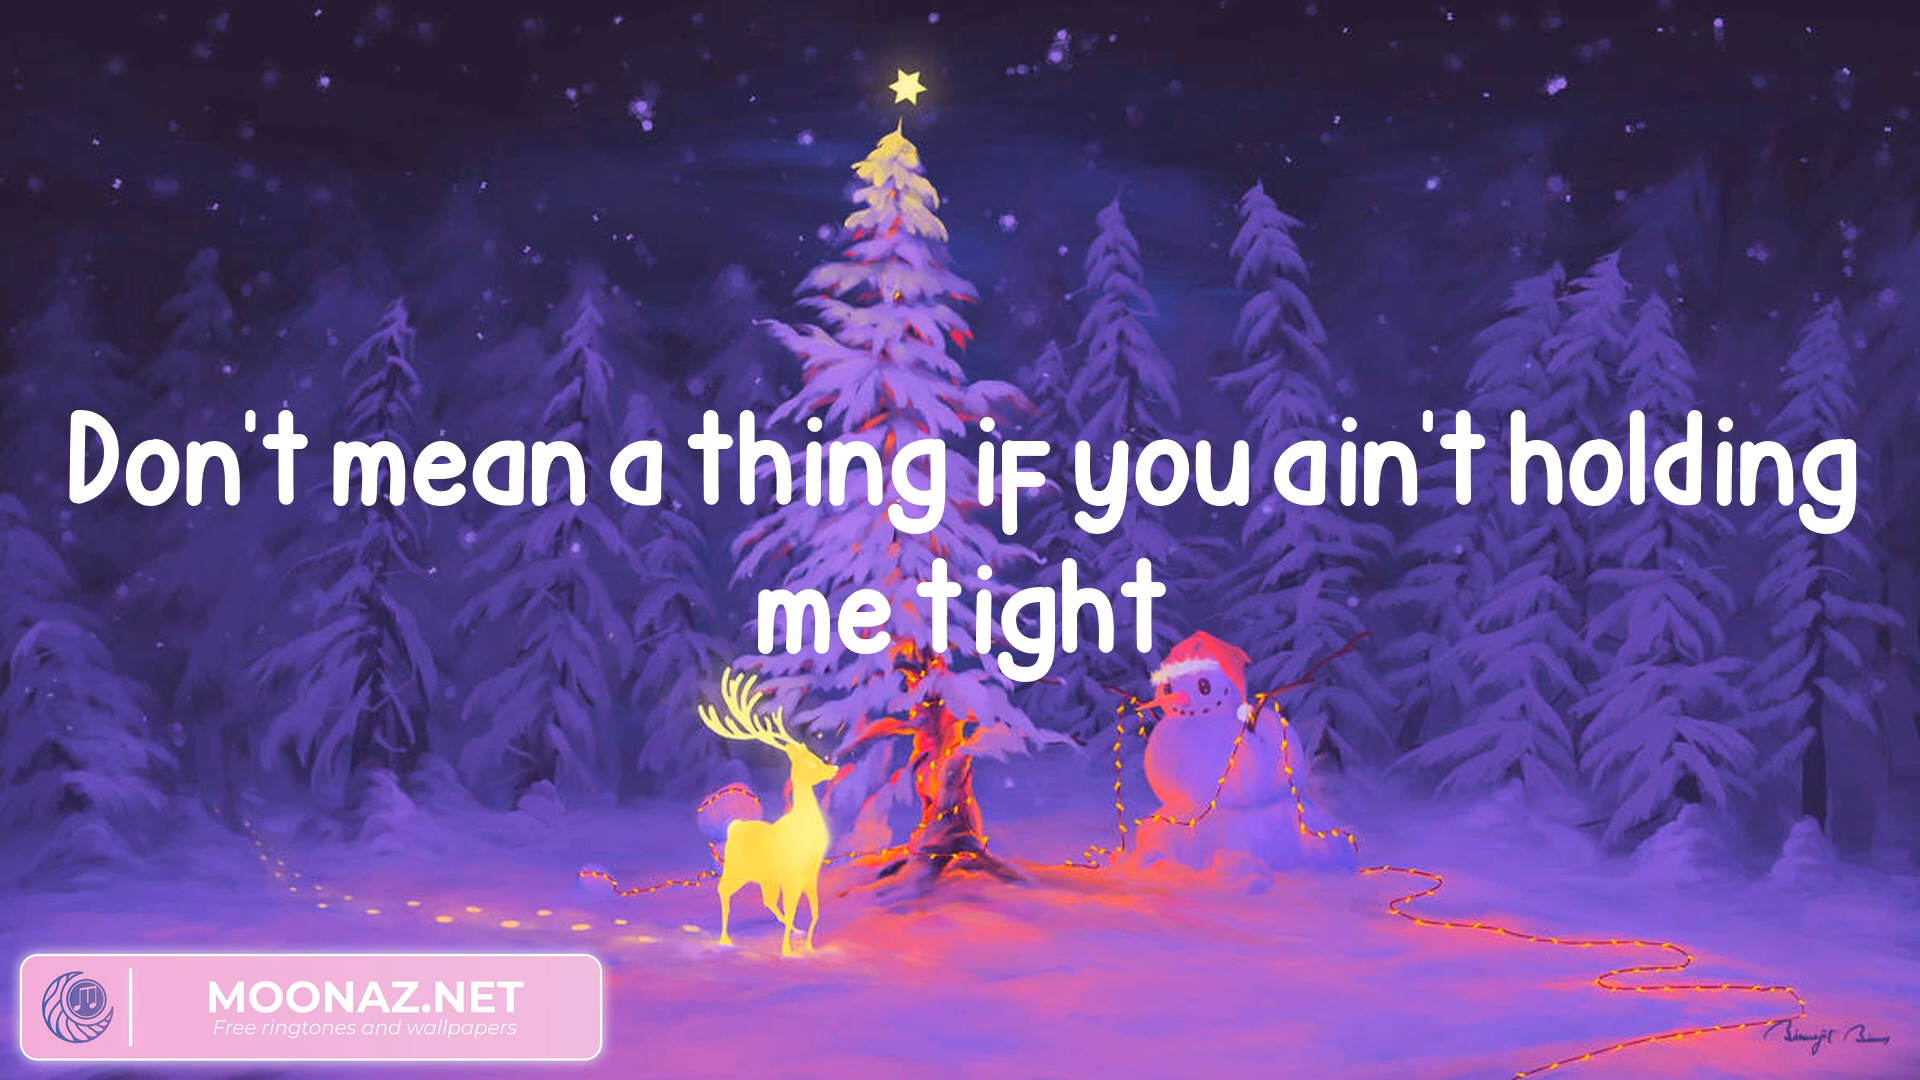 Don't mean a thing if you ain't holding
me tight
MOONAZ.NET
Free ringtones and wallpapers